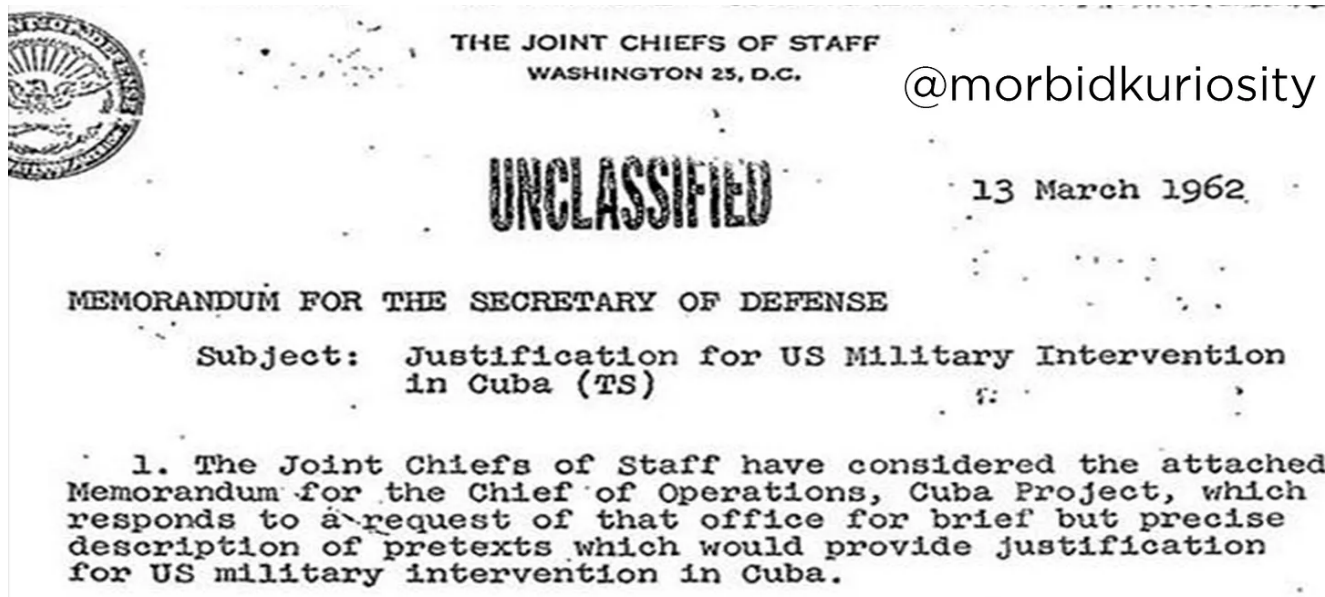 THE JOINT CHIEFS OF STAFF
WASHINGTON 25, D.C.
@morbidkuriosity
UNCLASSIFIED
13 March 1962
MEMORANDUM FOR THE SECRETARY OF DEFENSE
Subject: Justification for US Military Intervention
in Cuba (TS)
1. The Joint Chiefs of Staff have considered the attached
Memorandum for the Chief of Operations, Cuba Project, which
responds to a request of that office for brief but precise
description of pretexts which would provide justification
for US military intervention in Cuba.